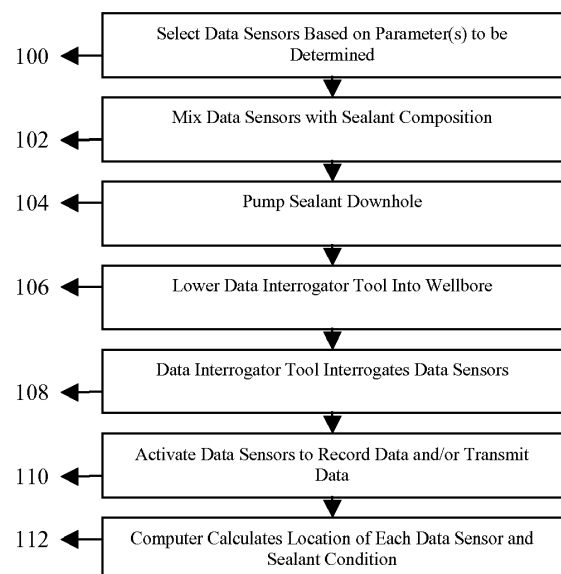 Select Data Sensors Based on Parameter(s) to be
Determined
100
Mix Data Sensors with Sealant Composition
102
Pump Sealant Downhole
104
Lower Data Interrogator Tool Into Wellbore
106
Data Interrogator Tool Interrogates Data Sensors
108
Activate Data Sensors to Record Data and/or Transmit
Data
110
Computer Calculates Location of Each Data Sensor and
Sealant Condition
112